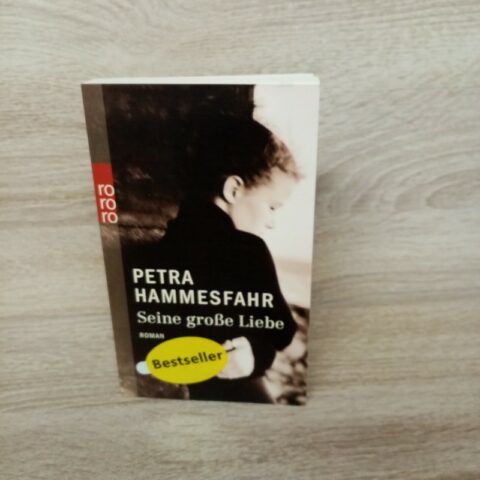 ro
ro
ro
PETRA
HAMMESFAHR
Seine große Liebe
ROMAN
Bestseller